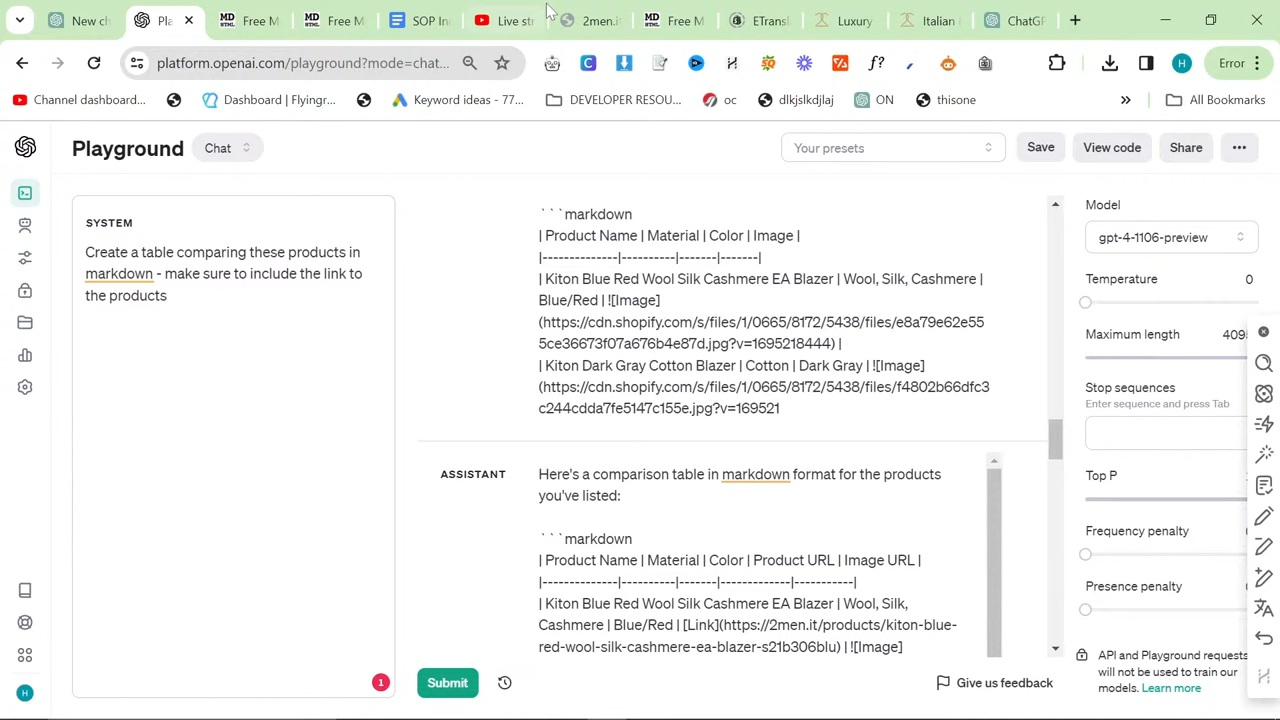 New ch
Pla
Free M
Free M
SOP In
Live str
2men.it
Free M
ETransl
Luxury
Italian
ChatGP
platform.openai.com/playground?mode=chat...
Error
Channel dashboard...
Dashboard | Flyingr...
Keyword ideas - 77...
DEVELOPER RESOU...
oc
dlkjslkdjlaj
ON
thisone
All Bookmarks
Playground
Chat
Your presets
Save
View code
Share
SYSTEM
Create a table comparing these products in
markdown - make sure to include the link to
the products
1
```markdown
| Product Name | Material | Color | Image |
|--------------|----------|-------|-------|
| Kiton Blue Red Wool Silk Cashmere EA Blazer | Wool, Silk, Cashmere |
Blue/Red | ![Image]
(https://cdn.shopify.com/s/files/1/0665/8172/5438/files/e8a79e62e55
5ce36673f07a676b4e87d.jpg?v=1695218444) |
| Kiton Dark Gray Cotton Blazer | Cotton | Dark Gray | ![Image]
(https://cdn.shopify.com/s/files/1/0665/8172/5438/files/f4802b66dfc3
c244cdda7fe5147c155e.jpg?v=169521
ASSISTANT
Here's a comparison table in markdown format for the products
you've listed:
```markdown
| Product Name | Material | Color | Product URL | Image URL |
|--------------|----------|-------|-------------|-----------|
| Kiton Blue Red Wool Silk Cashmere EA Blazer | Wool, Silk,
Cashmere | Blue/Red | [Link](https://2men.it/products/kiton-blue-
red-wool-silk-cashmere-ea-blazer-s21b306blu) | ![Image]
Submit
Give us feedback
Model
gpt-4-1106-preview
Temperature 0
Maximum length 4095
Stop sequences
Enter sequence and press Tab
Top P
Frequency penalty
Presence penalty
API and Playground requests
will not be used to train our
models. Learn more